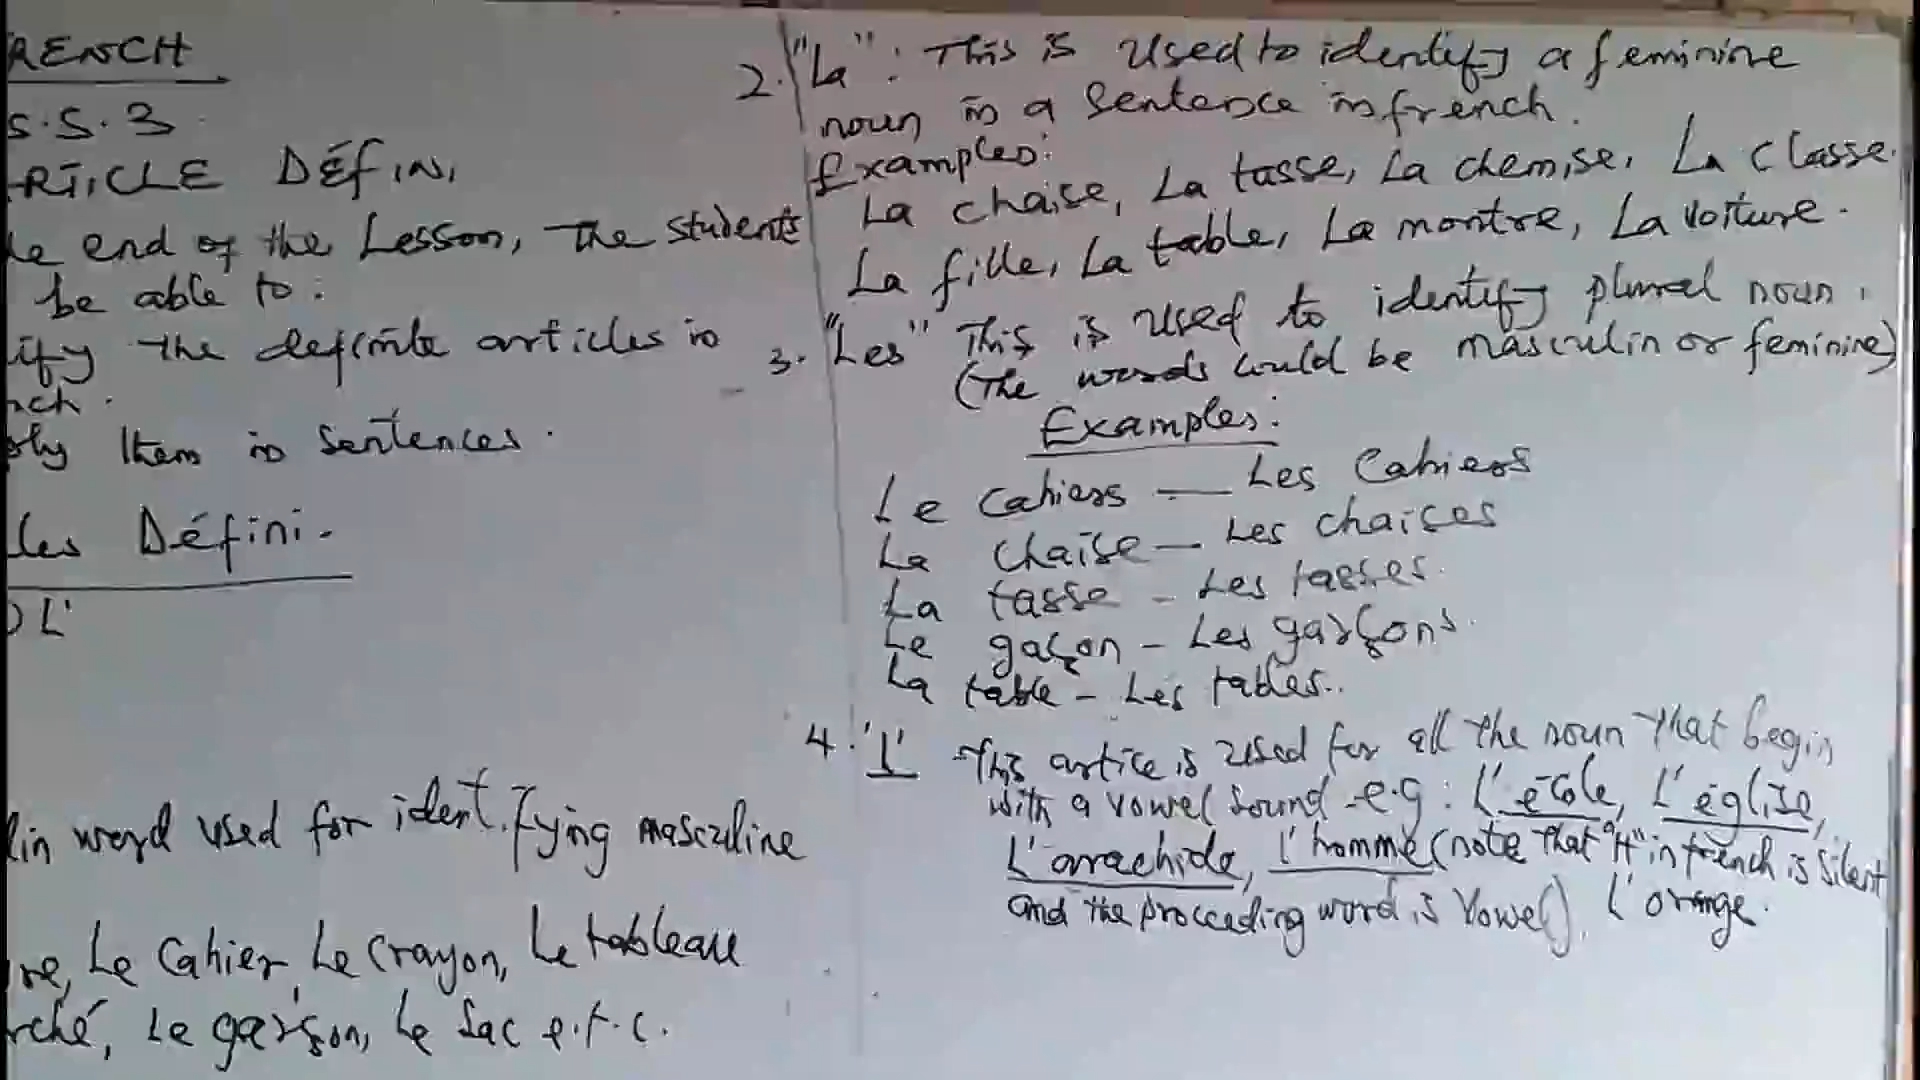 RENCH
S.S.3
RTICLE DÉfiNi
le end of the Lesson, The students
be able to:
ify the definite articles in
nch.
ply them in sentences.
les Défini.
L'
lin word used for identifying masculine
re, Le Cahier, Le Crayon, Le tableau
rché, Le garçon, Le Sac e.t.c.
2. "La": This is used to identify a feminine
noun in a Sentence in french.
Examples:
La chaise, La tasse, La chemise, La Classe.
La fille, La table, La montre, La voiture.
3. "Les" This is used to identify plural noun.
(The words could be masculin or feminine)
Examples:
Le Cahiers — Les Cahiers
La chaise — Les chaises
La tasse - Les tasses.
Le gaçon - Les garçons.
La table - Les tables..
4. 'L' This artice is used for all the noun that begin
with a vowel sound e.g: L'école, L'église,
L'arachide, L'homme (note that "H" in french is silent
and the proceeding word is vowel). L'orange.